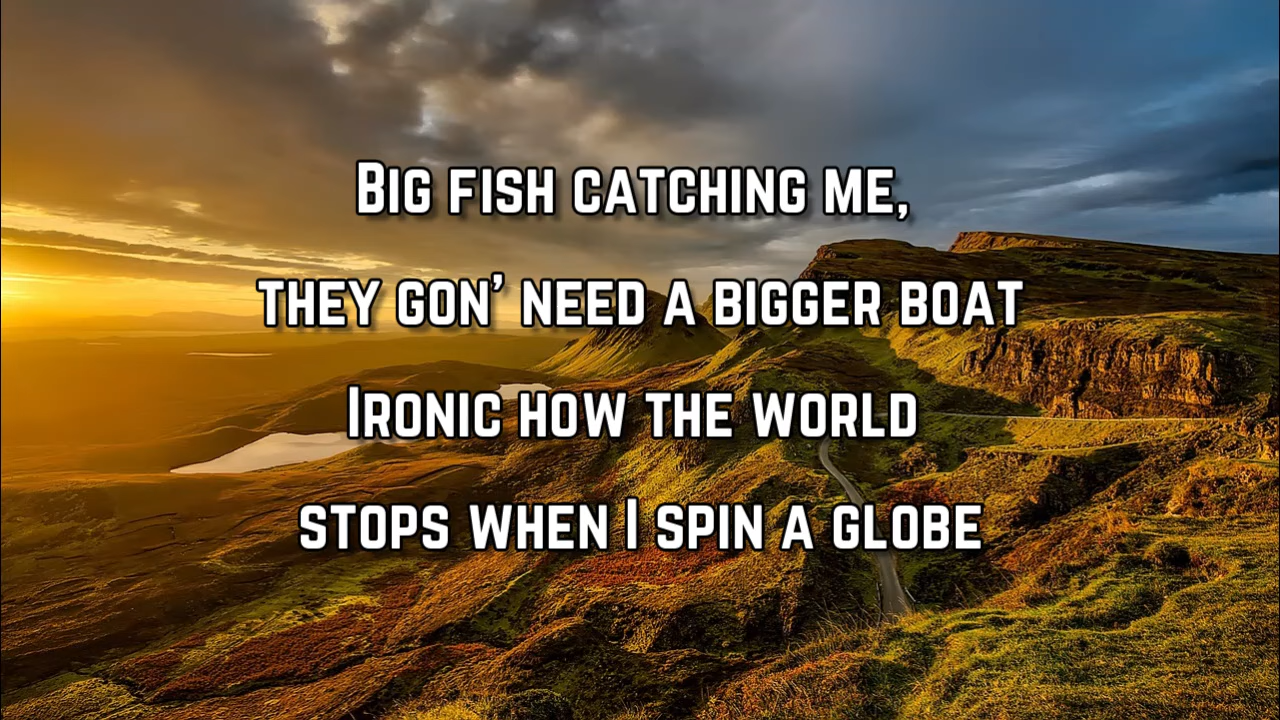 Big fish catching me,
they gon' need a bigger boat
Ironic how the world
stops when I spin a globe